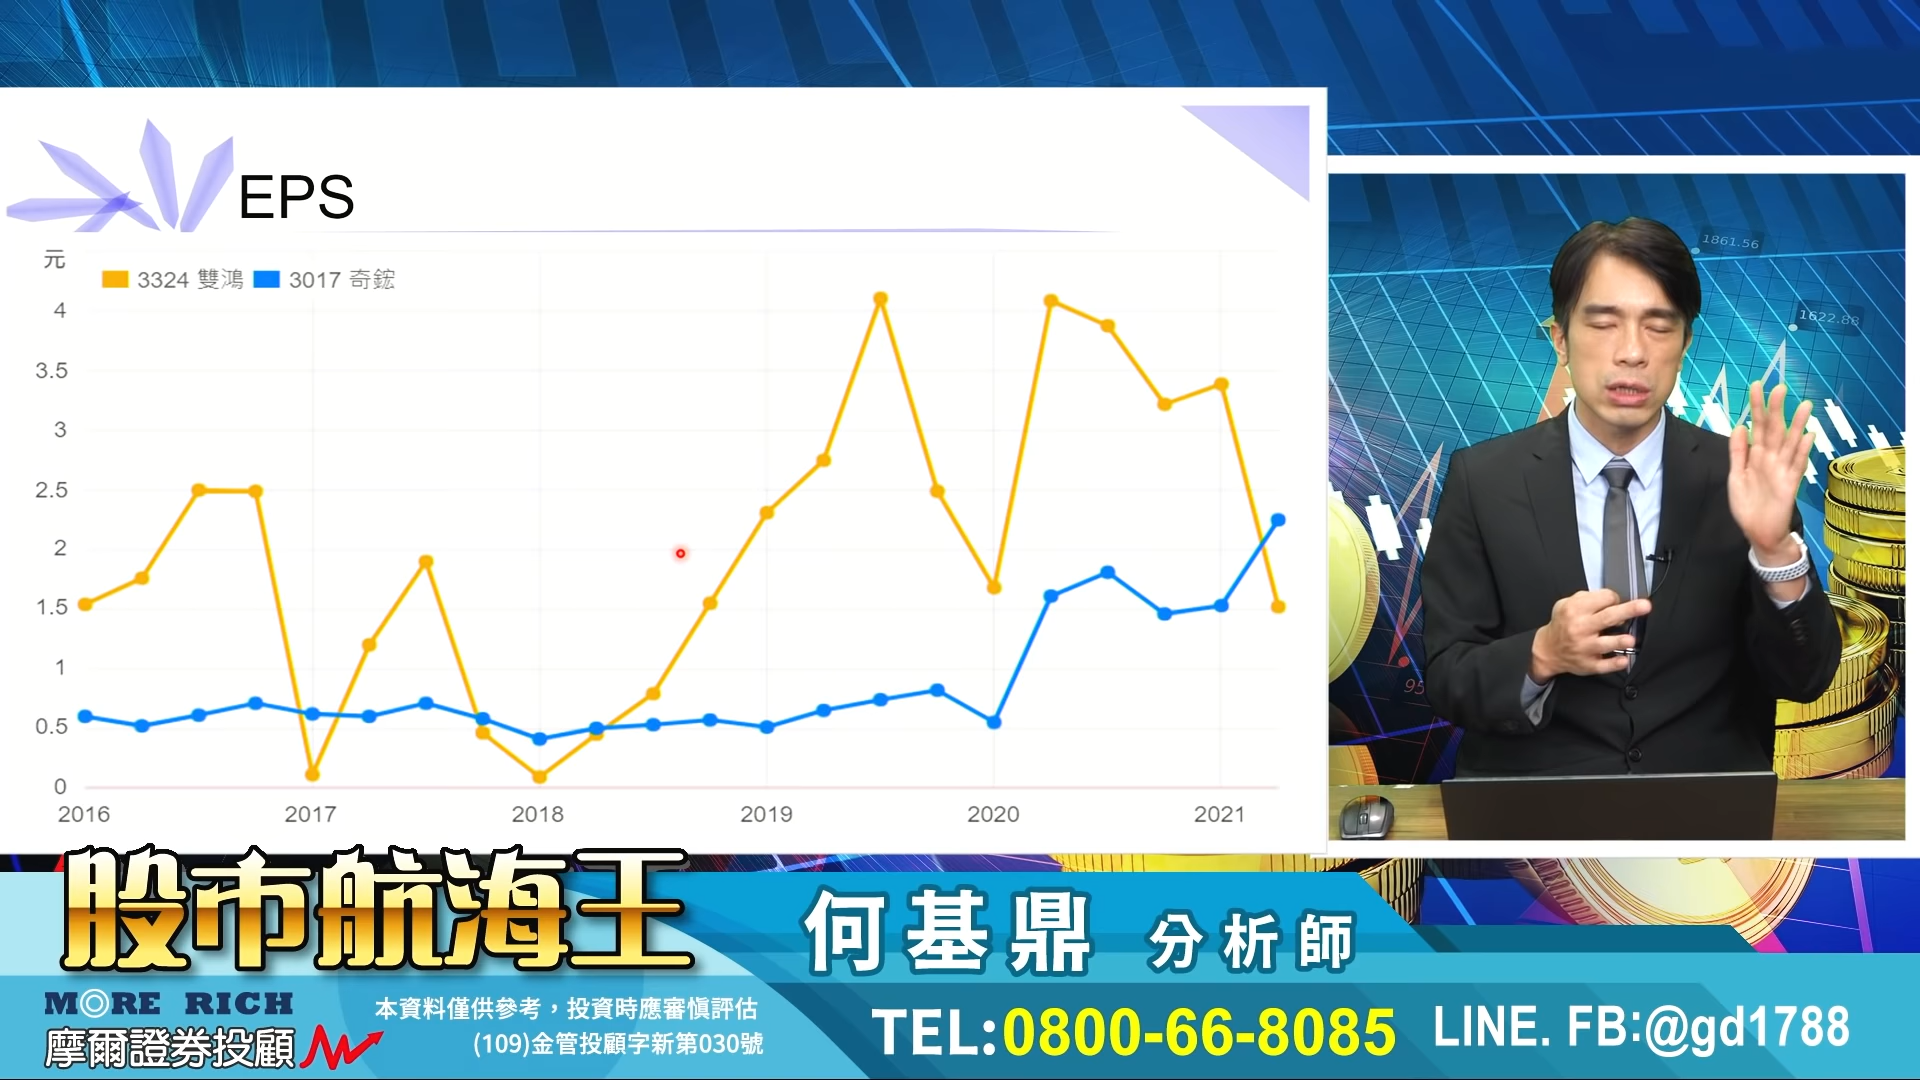 EPS
元
3324 雙鴻 3017 奇鋐
4
3.5
3
2.5
2
1.5
1
0.5
0
2016 2017 2018 2019 2020 2021
1861.56
1622.88
95
股市航海王
何基鼎 分析師
MORE RICH
摩爾證券投顧
本資料僅供參考，投資時應審慎評估
(109)金管投顧字新第030號
TEL:0800-66-8085
LINE. FB:@gd1788